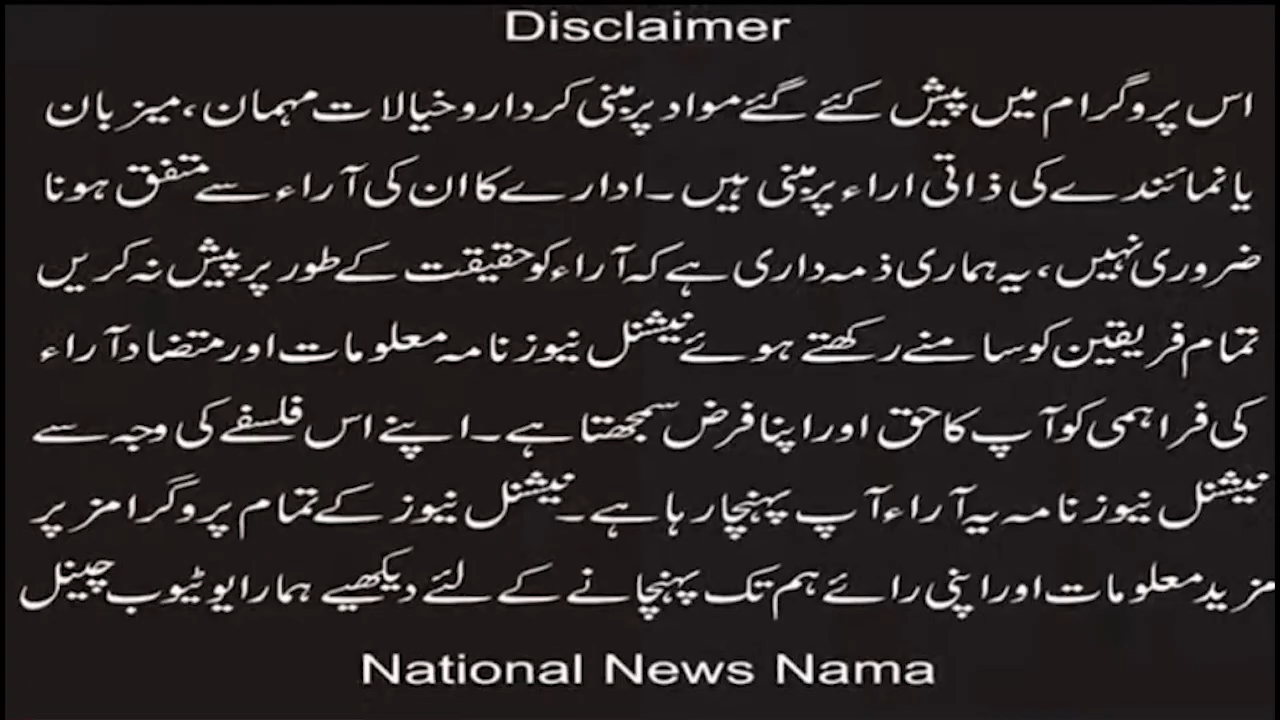 Disclaimer
اس پروگرام میں پیش کئے گئے مواد پر مبنی کردار و خیالات مہمان، میزبان
یا نمائندے کی ذاتی اراء پر مبنی ہیں۔ ادارے کا ان کی آراء سے متفق ہونا
ضروری نہیں، یہ ہماری ذمہ داری ہے کہ آراء کو حقیقت کے طور پر پیش نہ کریں
تمام فریقین کو سامنے رکھتے ہوئے نیشنل نیوز نامہ معلومات اور متضاد آراء
کی فراہمی کو آپ کا حق اور اپنا فرض سمجھتا ہے۔ اپنے اس فلسفے کی وجہ سے
نیشنل نیوز نامہ یہ آراء آپ پہنچا رہا ہے۔ نیشنل نیوز کے تمام پروگرامز پر
مزید معلومات اور اپنی رائے ہم تک پہنچانے کے لئے دیکھیے ہمارا یوٹیوب چینل
National News Nama